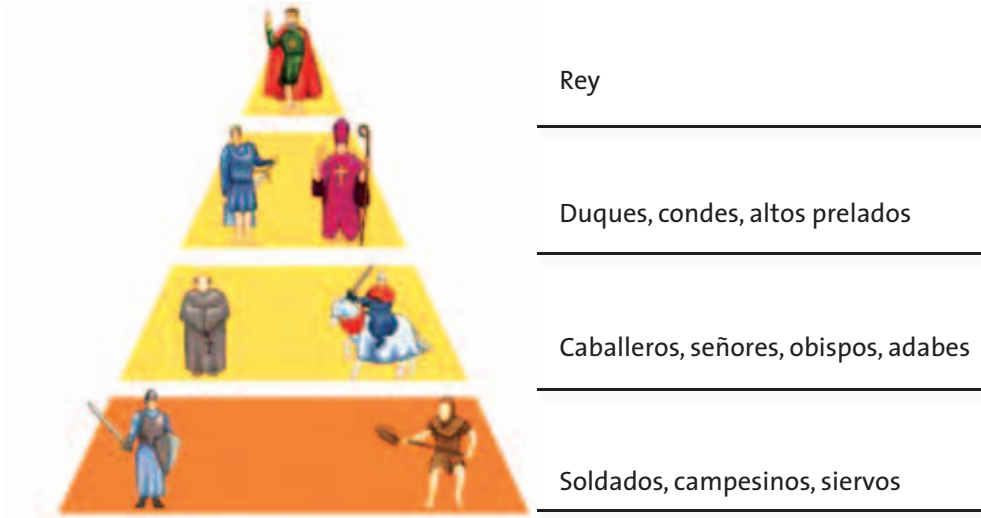 Rey
Duques, condes, altos prelados
Caballeros, señores, obispos, adabes
Soldados, campesinos, siervos